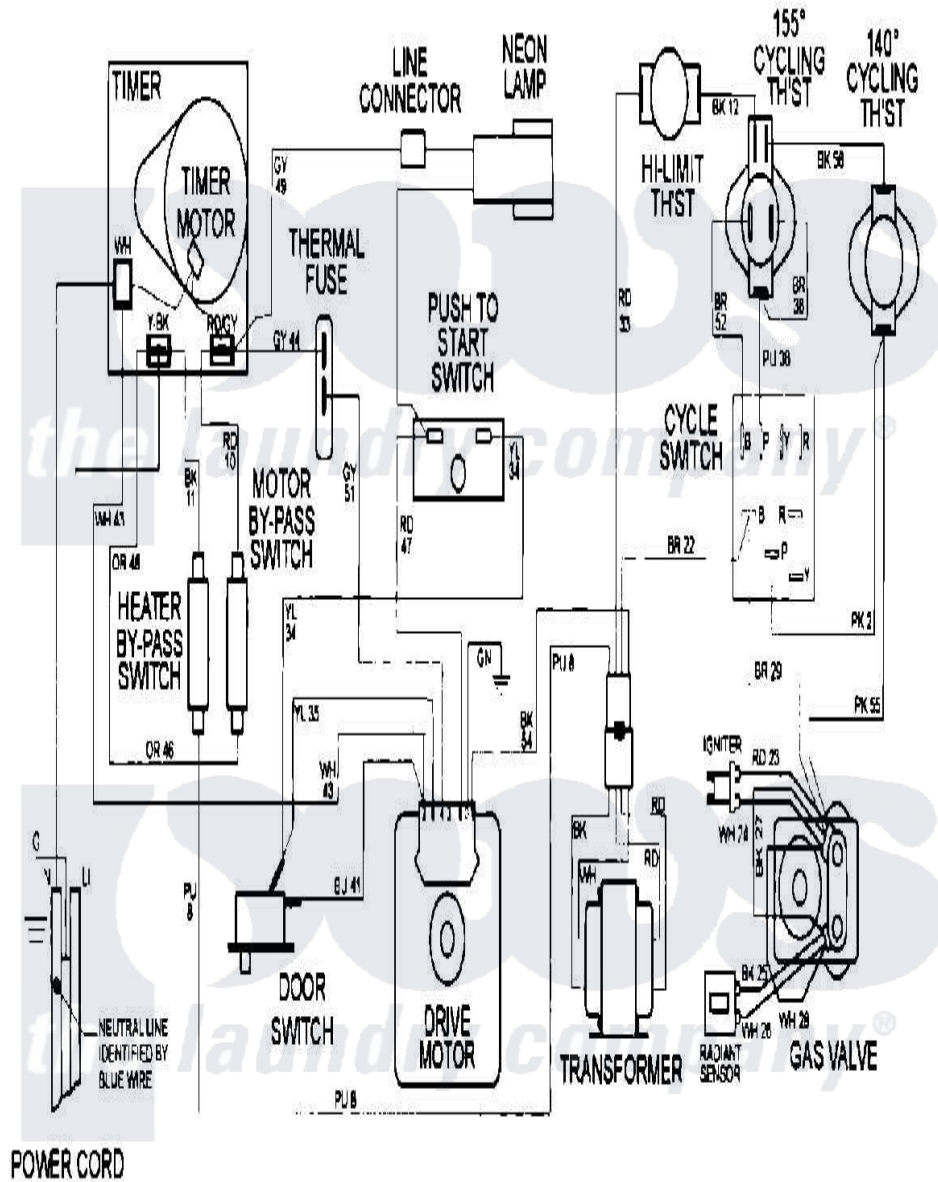 TIMER
TIMER
MOTOR
WH
Y-BK
RD/GY
GY
49
LINE
CONNECTOR
NEON
LAMP
THERMAL
FUSE
GY 44
PUSH TO
START
SWITCH
HI-LIMIT
TH'ST
BK 12
155°
CYCLING
TH'ST
140°
CYCLING
TH'ST
BK 56
RD
33
BR
52
BR
38
PU 38
CYCLE
SWITCH
B P Y R
B R
P
Y
the laundry company®
RD
10
BK
11
MOTOR
BY-PASS
SWITCH
GY
51
YL
34
RD
47
WH 43
OR 46
HEATER
BY-PASS
SWITCH
YL
34
GN
PU 8
BR 22
PK 2
BR 29
PK 55
YL 35
BK
54
OR 46
WH
43
IGNITER
RD 23
WH 24
BK 27
BK
WH
RD
RD
G
N
L1
PU
8
BU 41
DOOR
SWITCH
DRIVE
MOTOR
TRANSFORMER
BK 25
WH 26
WH 28
RADIANT
SENSOR
GAS VALVE
the laundry company®
NEUTRAL LINE
IDENTIFIED BY
BLUE WIRE
PU 8
POWER CORD